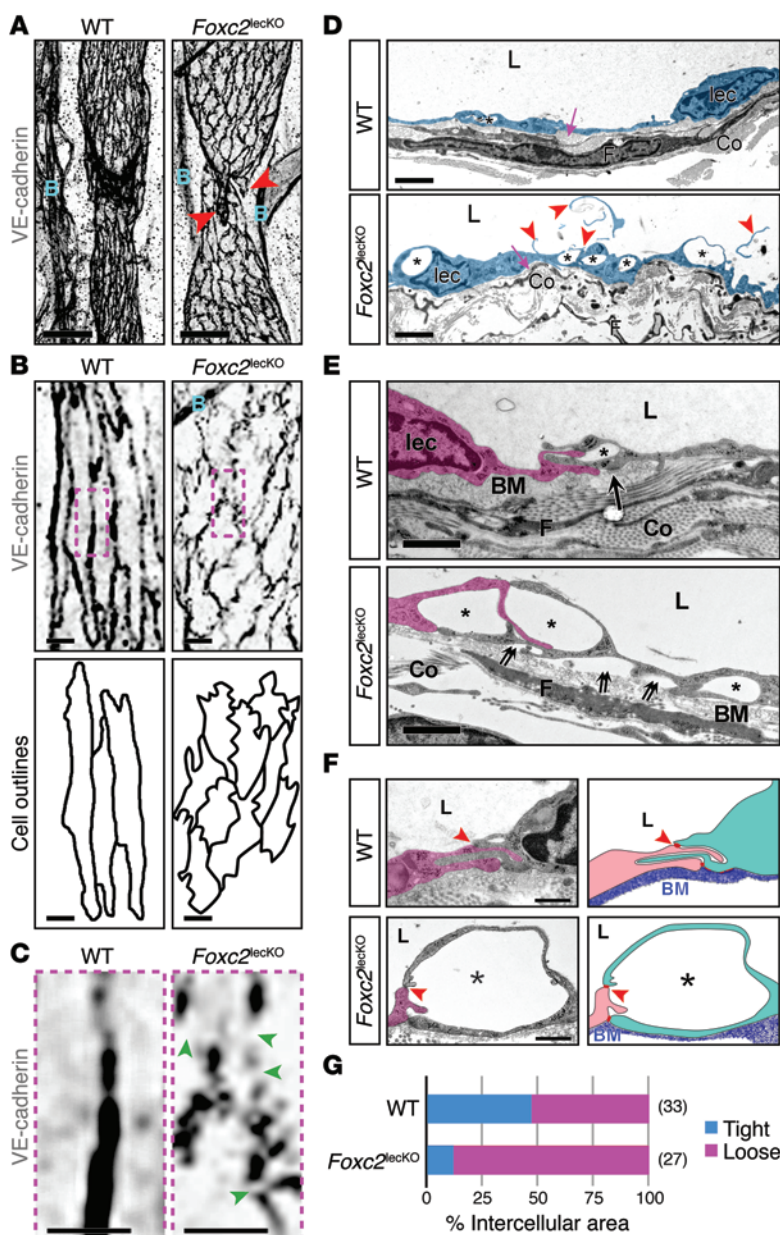 A
WT
Foxc2lecKO
VE-cadherin
B
B
B
B
WT
Foxc2lecKO
VE-cadherin
B
Cell outlines
C
WT
Foxc2lecKO
VE-cadherin
D
WT
L
lec
*
F
Co
Foxc2lecKO
L
lec
* * * *
Co
F
E
WT
lec
L
*
BM
F
Co
Foxc2lecKO
L
* *
*
Co
F
BM
F
WT
L
L
BM
Foxc2lecKO
L
*
L
*
BM
G
WT
(33)
Foxc2lecKO
(27)
Tight
Loose
0 25 50 75 100
% Intercellular area